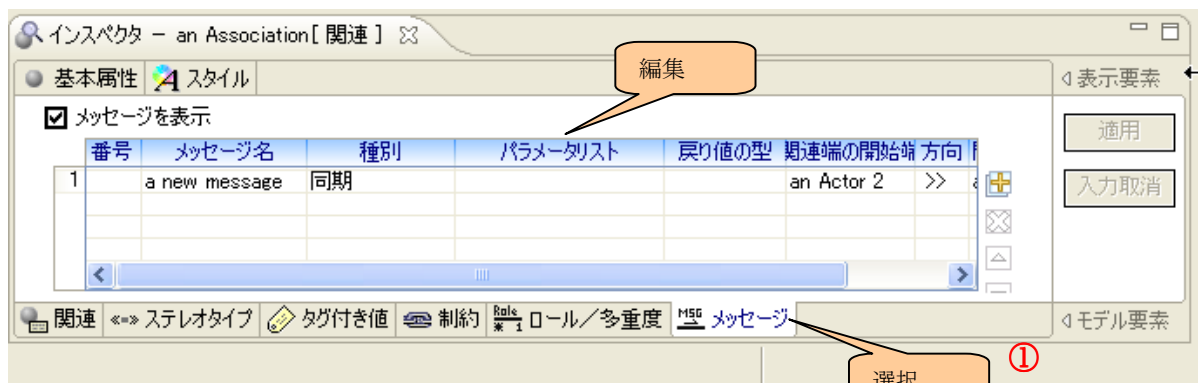 インスペクタ － an Association[ 関連 ]
編集
基本属性 スタイル
表示要素
メッセージを表示
適用
番号 メッセージ名 種別 パラメータリスト 戻り値の型 関連端の開始端 方向
1 a new message 同期 an Actor 2 >>
入力取消
関連 «-» ステレオタイプ タグ付き値 制約 Role * 1 ロール／多重度 MSG メッセージ
モデル要素
①
選択